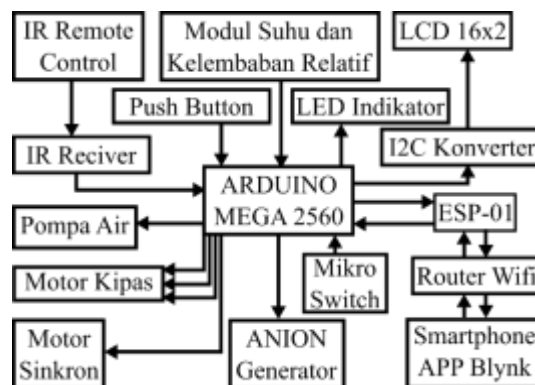 IR Remote
Control
Modul Suhu dan
Kelembaban Relatif
LCD 16x2
Push Button
LED Indikator
IR Reciver
I2C Konverter
ARDUINO
MEGA 2560
ESP-01
Pompa Air
Motor Kipas
Mikro
Switch
Router Wifi
Motor
Sinkron
ANION
Generator
Smartphone
APP Blynk